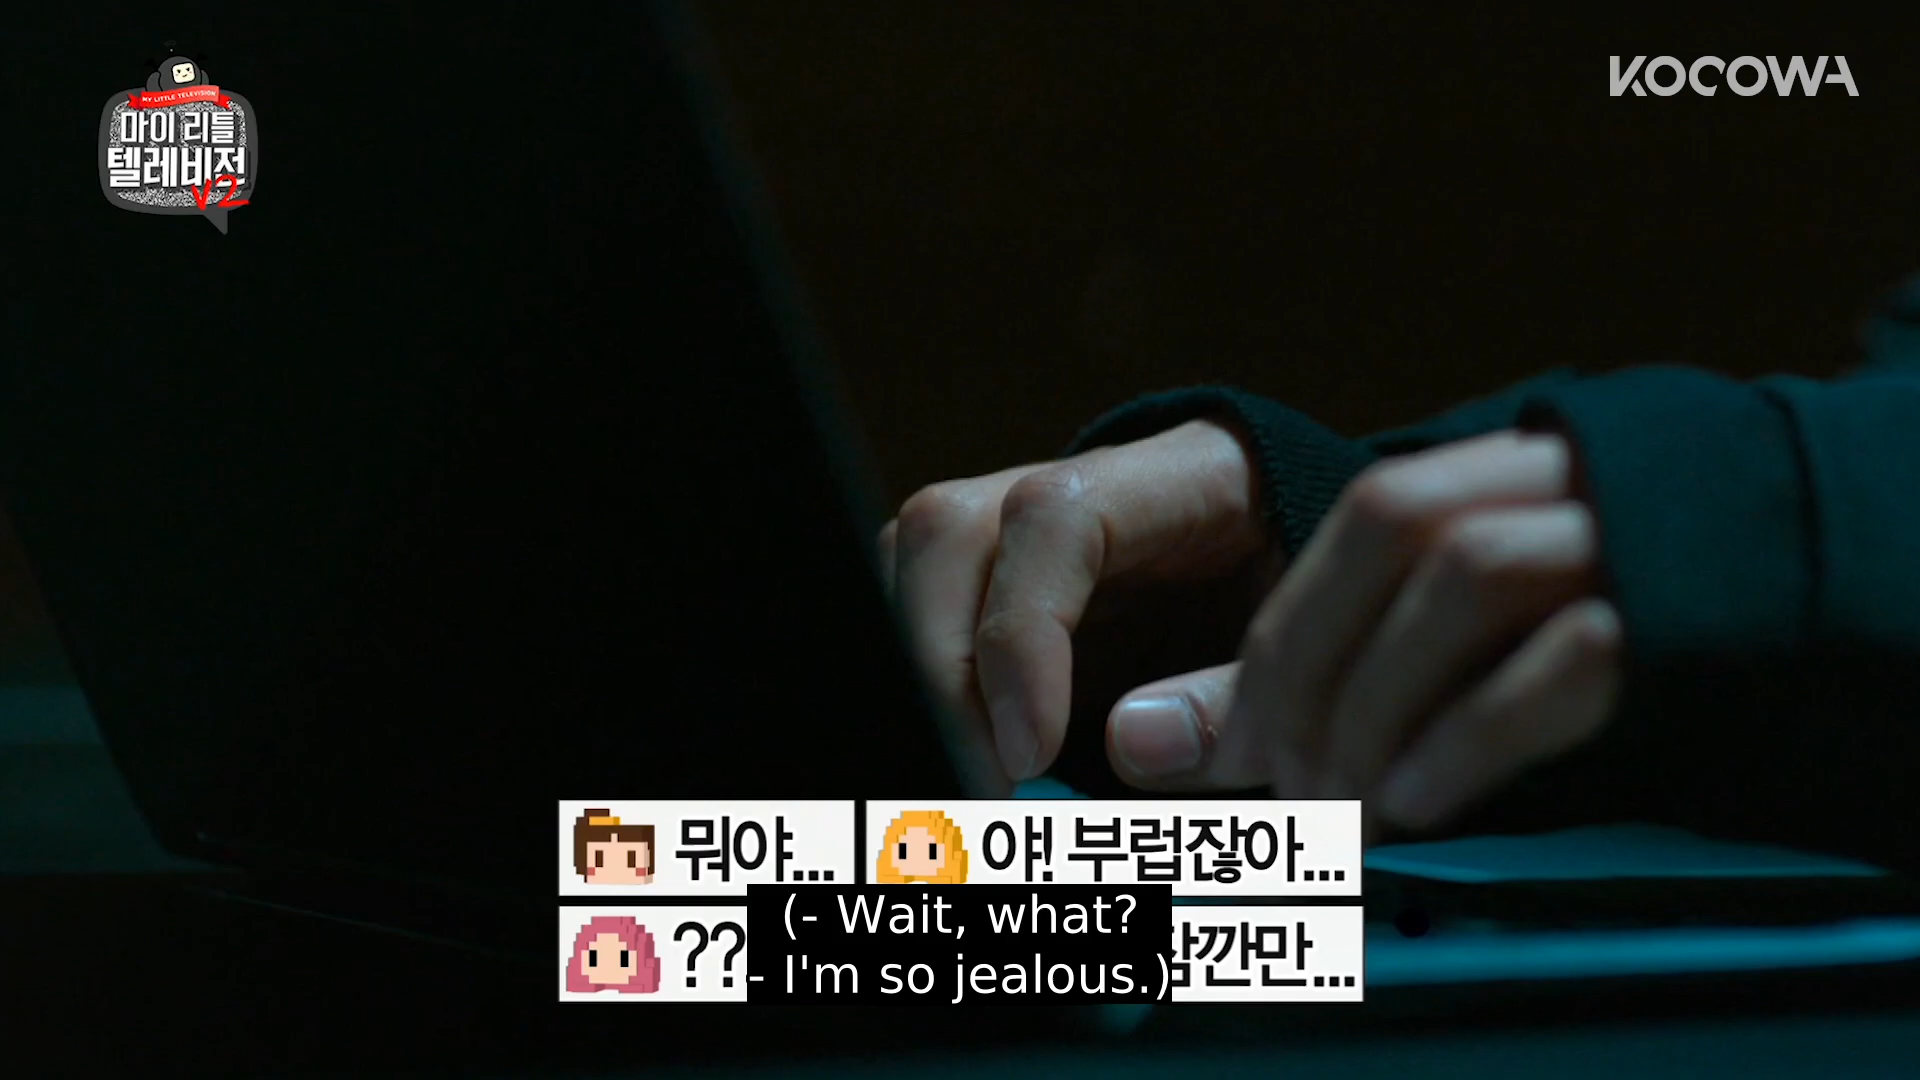 MY LITTLE TELEVISION
마이 리틀
텔레비전
V2
KOCOWA
뭐야...
야! 부럽잖아...
??
깐만...
(- Wait, what?
- I'm so jealous.)